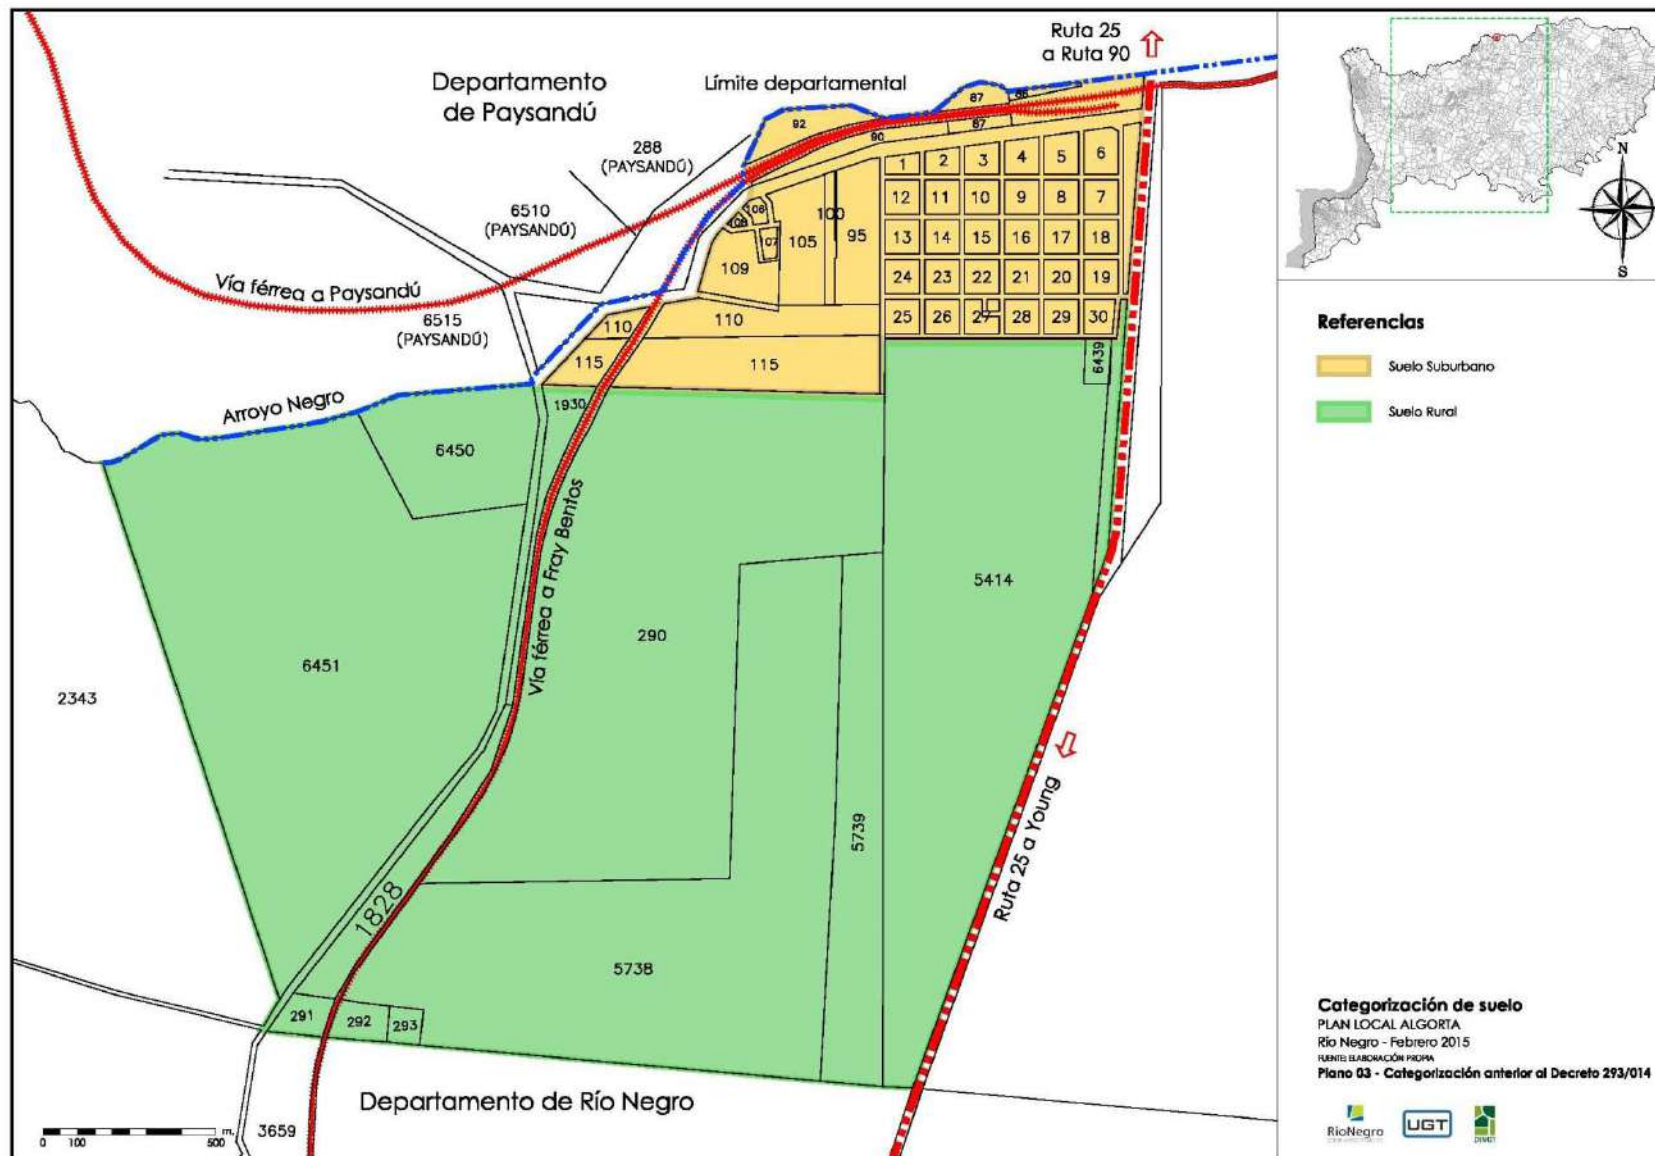 Ruta 25
a Ruta 90
Departamento
de Paysandú
Límite departamental
87
86
92
87
90
288
(PAYSANDÚ)
6510
(PAYSANDÚ)
1 2 3 4 5 6
12 11 10 9 8 7
13 14 15 16 17 18
24 23 22 21 20 19
25 26 27 28 29 30
106
108
107
100
105
95
109
Vía férrea a Paysandú
6515
(PAYSANDÚ)
110
110
115
115
6439
Arroyo Negro
1930
6450
Vía férrea a Fray Bentos
5414
290
6451
2343
5739
Ruta 25 a Young
1828
5738
291
292
293
Departamento de Río Negro
3659
0 100 500 m.
N
S
Referencias
Suelo Suburbano
Suelo Rural
Categorización de suelo
PLAN LOCAL ALGORTA
Río Negro - Febrero 2015
FUENTE: ELABORACIÓN PROPIA
Plano 03 - Categorización anterior al Decreto 293/014
RíoNegro
UGT